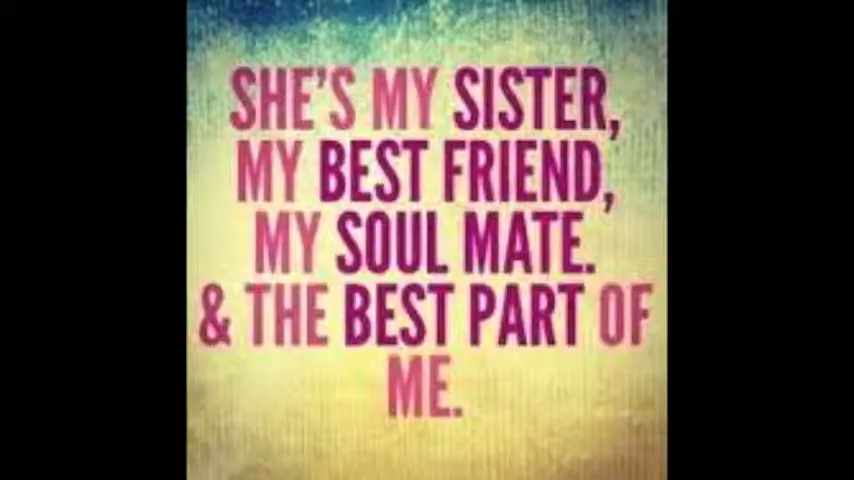 SHE'S MY SISTER,
MY BEST FRIEND,
MY SOUL MATE.
& THE BEST PART OF
ME.